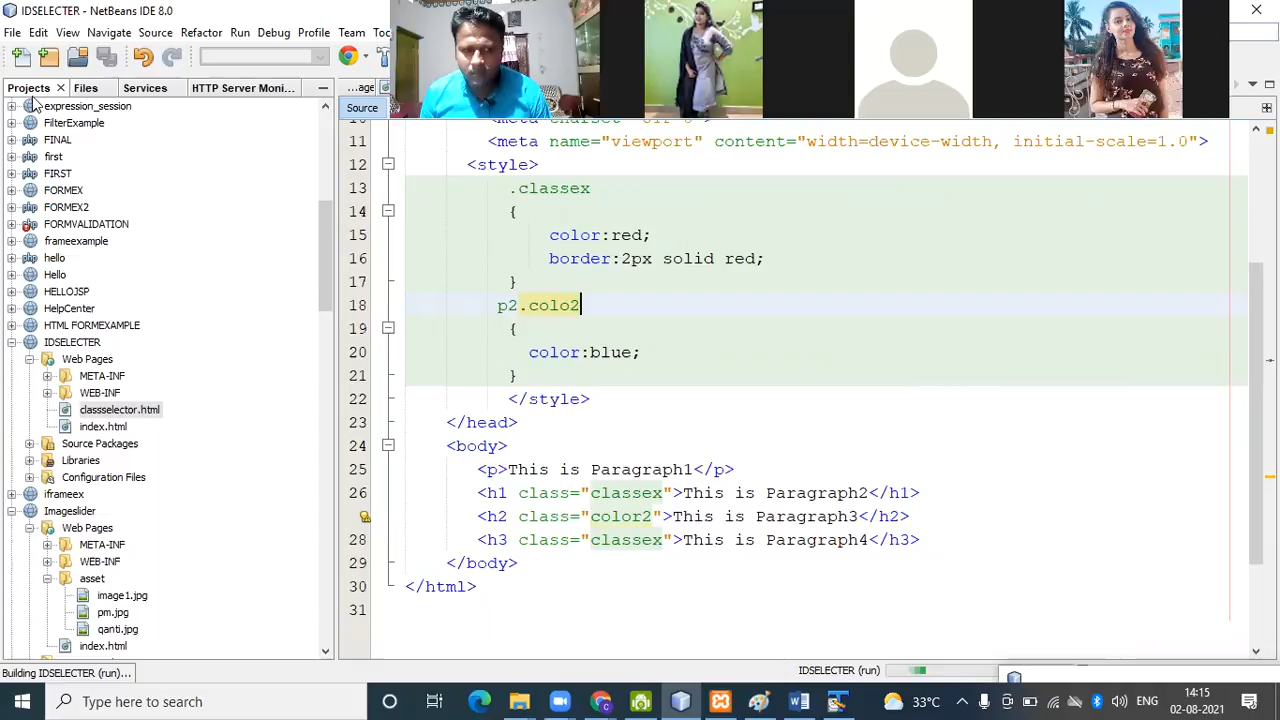 IDSELECTER - NetBeans IDE 8.0
File Edit View Navigate Source Refactor Run Debug Profile Team To
Projects Files Services HTTP Server Moni...
...age
Source
expression_session
FilterExample
FINAL
first
FIRST
FORMEX
FORMEX2
FORMVALIDATION
frameexample
hello
Hello
HELLOJSP
HelpCenter
HTML FORMEXAMPLE
IDSELECTER
Web Pages
META-INF
WEB-INF
classselector.html
index.html
Source Packages
Libraries
Configuration Files
iframeex
Imageslider
Web Pages
META-INF
WEB-INF
asset
image1.jpg
pm.jpg
qanti.jpg
index.html
11 <meta name="viewport" content="width=device-width, initial-scale=1.0">
12 <style>
13 .classex
14 {
15 color:red;
16 border:2px solid red;
17 }
18 p2.colo2
19 {
20 color:blue;
21 }
22 </style>
23 </head>
24 <body>
25 <p>This is Paragraph1</p>
26 <h1 class="classex">This is Paragraph2</h1>
27 <h2 class="color2">This is Paragraph3</h2>
28 <h3 class="classex">This is Paragraph4</h3>
29 </body>
30 </html>
31
Building IDSELECTER (run)...
IDSELECTER (run)
Type here to search
33°C
ENG
14:15
02-08-2021